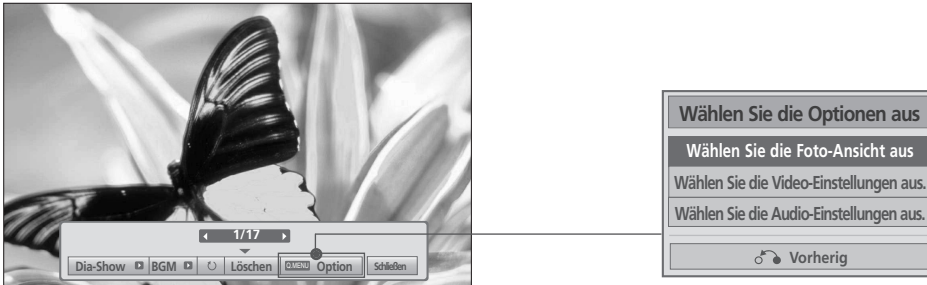 1/17
Dia-Show BGM Löschen Q.MENU Option Schließen
Wählen Sie die Optionen aus
Wählen Sie die Foto-Ansicht aus
Wählen Sie die Video-Einstellungen aus.
Wählen Sie die Audio-Einstellungen aus.
Vorherig